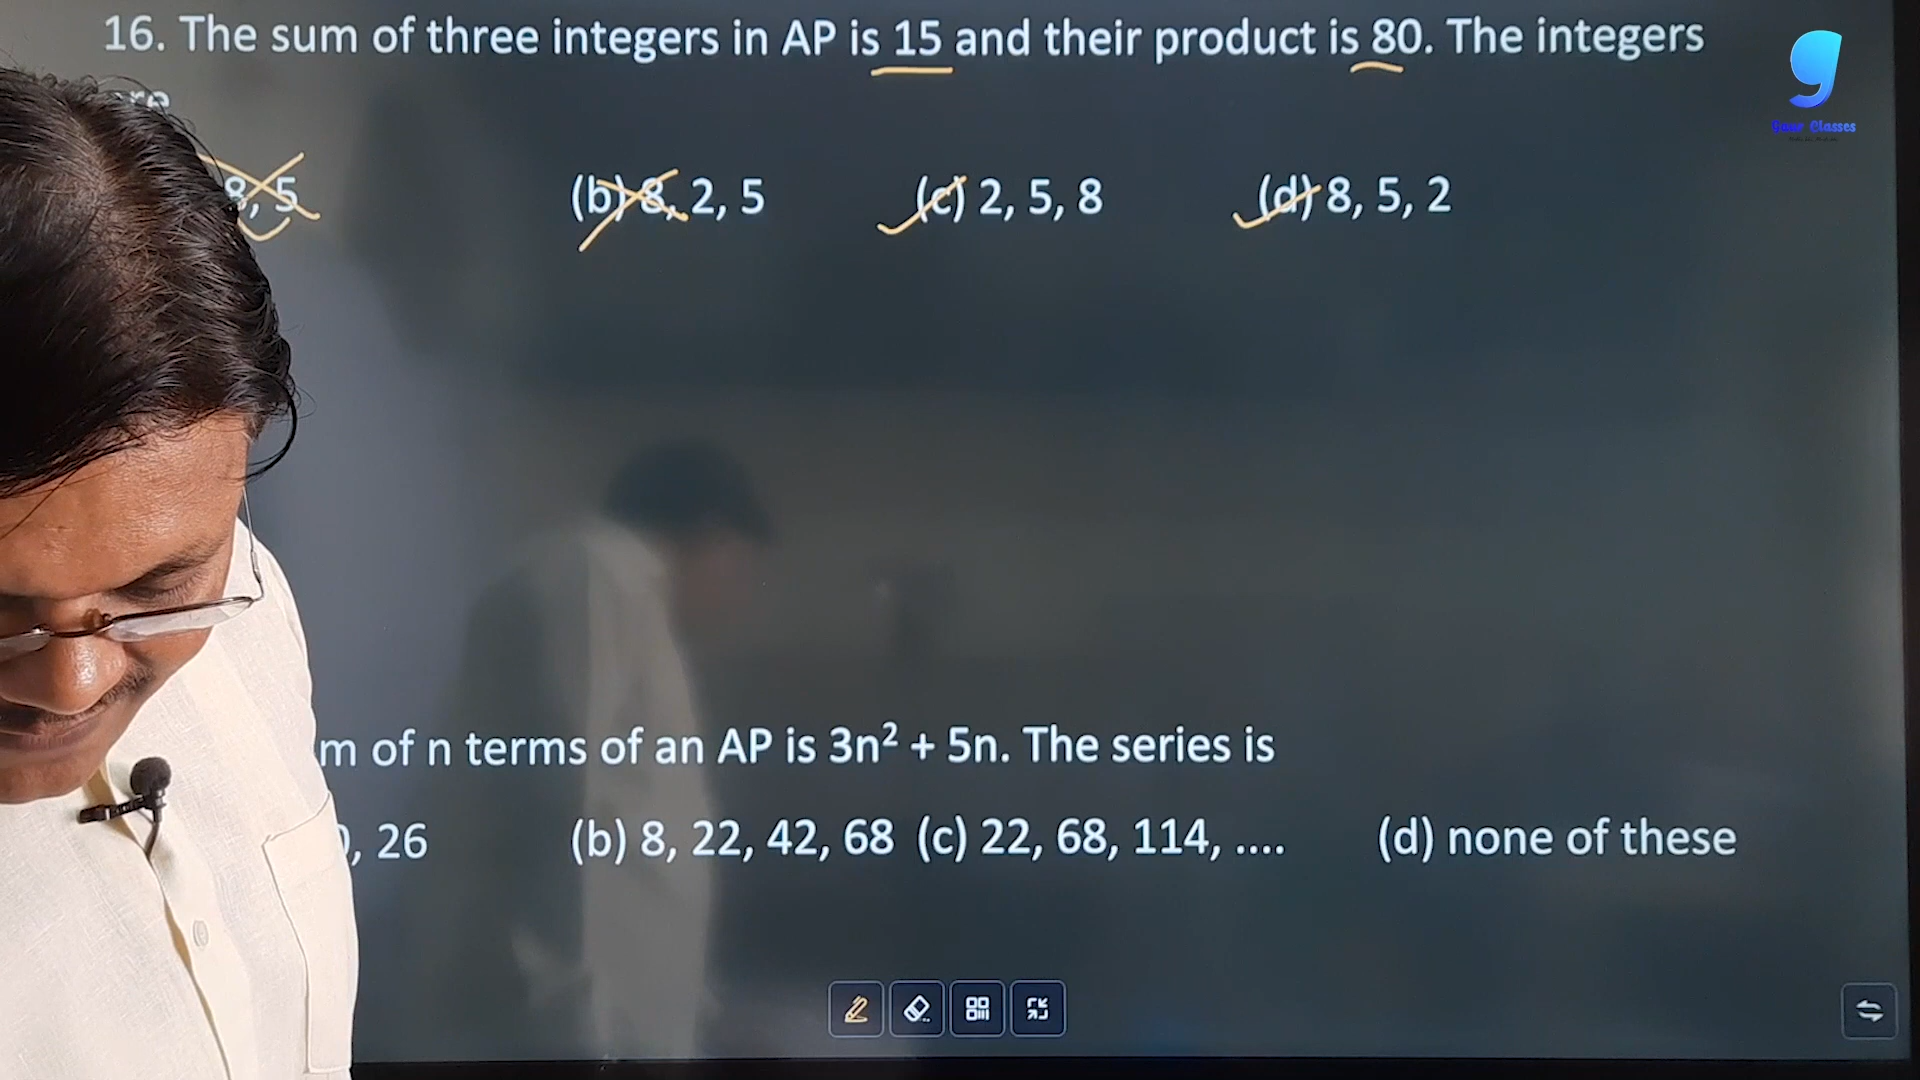 16. The sum of three integers in AP is 15 and their product is 80. The integers
8, 5 (b) 8, 2, 5 (c) 2, 5, 8 (d) 8, 5, 2
m of n terms of an AP is 3n² + 5n. The series is
, 26 (b) 8, 22, 42, 68 (c) 22, 68, 114, .... (d) none of these
g
Gaur Classes